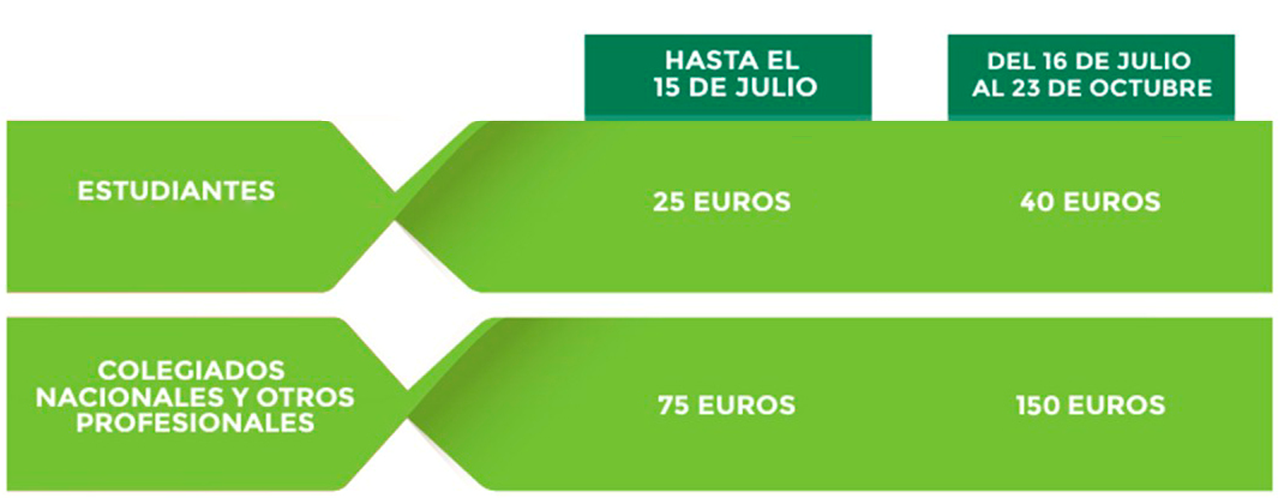 HASTA EL
15 DE JULIO
DEL 16 DE JULIO
AL 23 DE OCTUBRE
ESTUDIANTES
25 EUROS
40 EUROS
COLEGIADOS
NACIONALES Y OTROS
PROFESIONALES
75 EUROS
150 EUROS